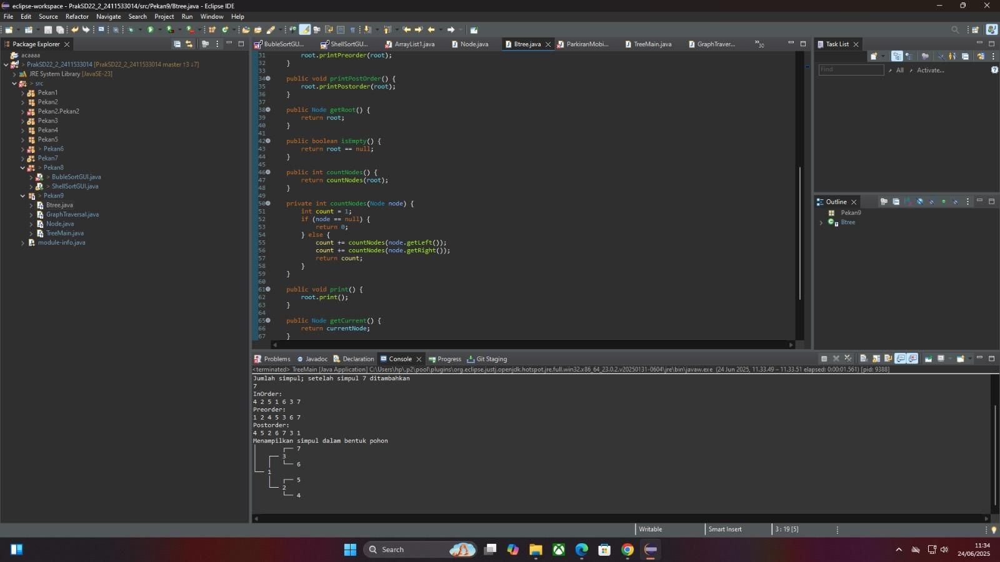 eclipse-workspace - PrakSD22_2_2411533014/src/Pekan9/Btree.java - Eclipse IDE
File Edit Source Refactor Navigate Search Project Run Window Help
Package Explorer
acaaaa
PrakSD22_2_2411533014 [PrakSD22_2_2411533014 master ↑3 ↓7]
JRE System Library [JavaSE-23]
> src
Pekan1
Pekan2
Pekan2.Pekan2
Pekan3
Pekan4
Pekan5
> Pekan6
Pekan7
> Pekan8
> BubleSortGUI.java
> ShellSortGUI.java
> Pekan9
Btree.java
GraphTraversal.java
Node.java
TreeMain.java
module-info.java
BubleSortGU... ShellSortGU... ArrayList1.java Node.java Btree.java ParkiranMobi... TreeMain.java GraphTraver... »30
31 root.printPreorder(root);
32 }
33
34 public void printPostOrder() {
35 root.printPostorder(root);
36 }
37
38 public Node getRoot() {
39 return root;
40 }
41
42 public boolean isEmpty() {
43 return root == null;
44 }
45
46 public int countNodes() {
47 return countNodes(root);
48 }
49
50 private int countNodes(Node node) {
51 int count = 1;
52 if (node == null) {
53 return 0;
54 } else {
55 count += countNodes(node.getLeft());
56 count += countNodes(node.getRight());
57 return count;
58 }
59 }
60
61 public void print() {
62 root.print();
63 }
64
65 public Node getCurrent() {
66 return currentNode;
67 }
Task List
Find All Activate...
Outline
Pekan9
Btree
Problems Javadoc Declaration Console Progress Git Staging
<terminated> TreeMain [Java Application] C:\Users\hp\.p2\pool\plugins\org.eclipse.justj.openjdk.hotspot.jre.full.win32.x86_64_23.0.2.v20250131-0604\jre\bin\javaw.exe (24 Jun 2025, 11.33.49 – 11.33.51 elapsed: 0:00:01.561) [pid: 9388]
Jumlah simpul; setelah simpul 7 ditambahkan
7
InOrder:
4 2 5 1 6 3 7
Preorder:
1 2 4 5 3 6 7
Postorder:
4 5 2 6 7 3 1
Menampilkan simpul dalam bentuk pohon
7
3
6
1
5
2
4
Writable Smart Insert 3 : 19 [5]
Search
11:34
24/06/2025